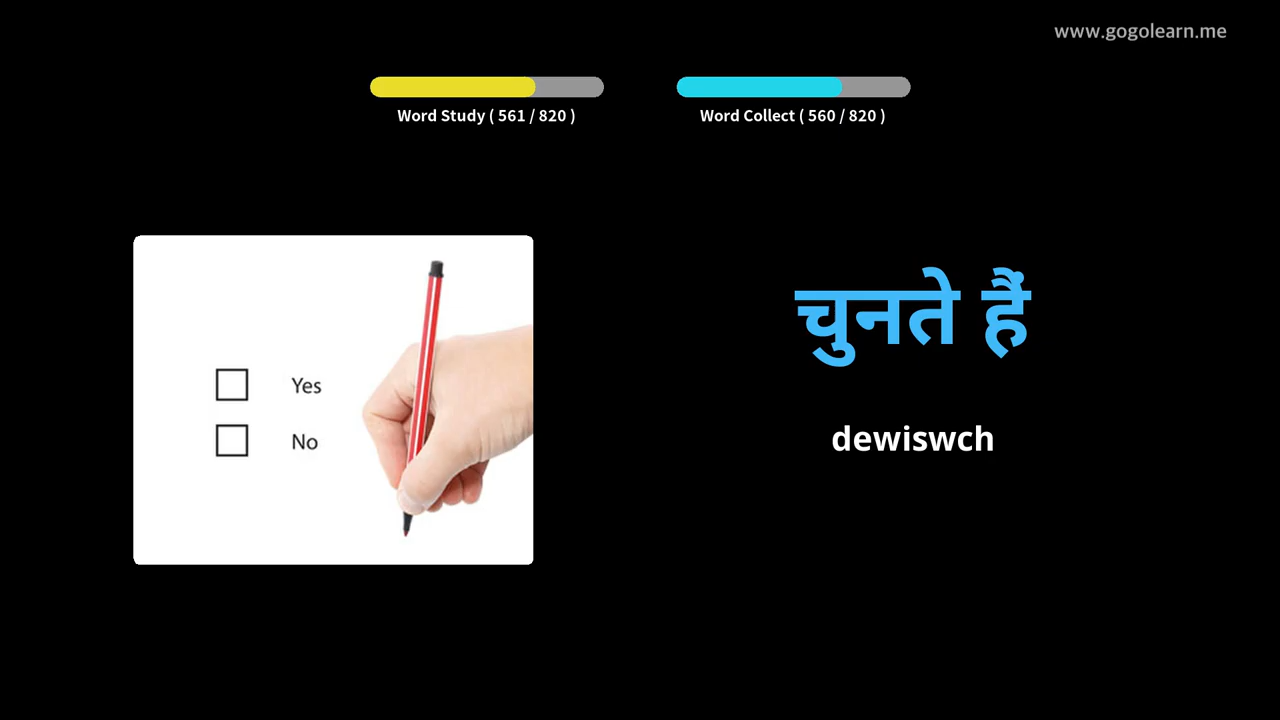 www.gogolearn.me
Word Study ( 561 / 820 )
Word Collect ( 560 / 820 )
चुनते हैं
dewiswch
Yes
No